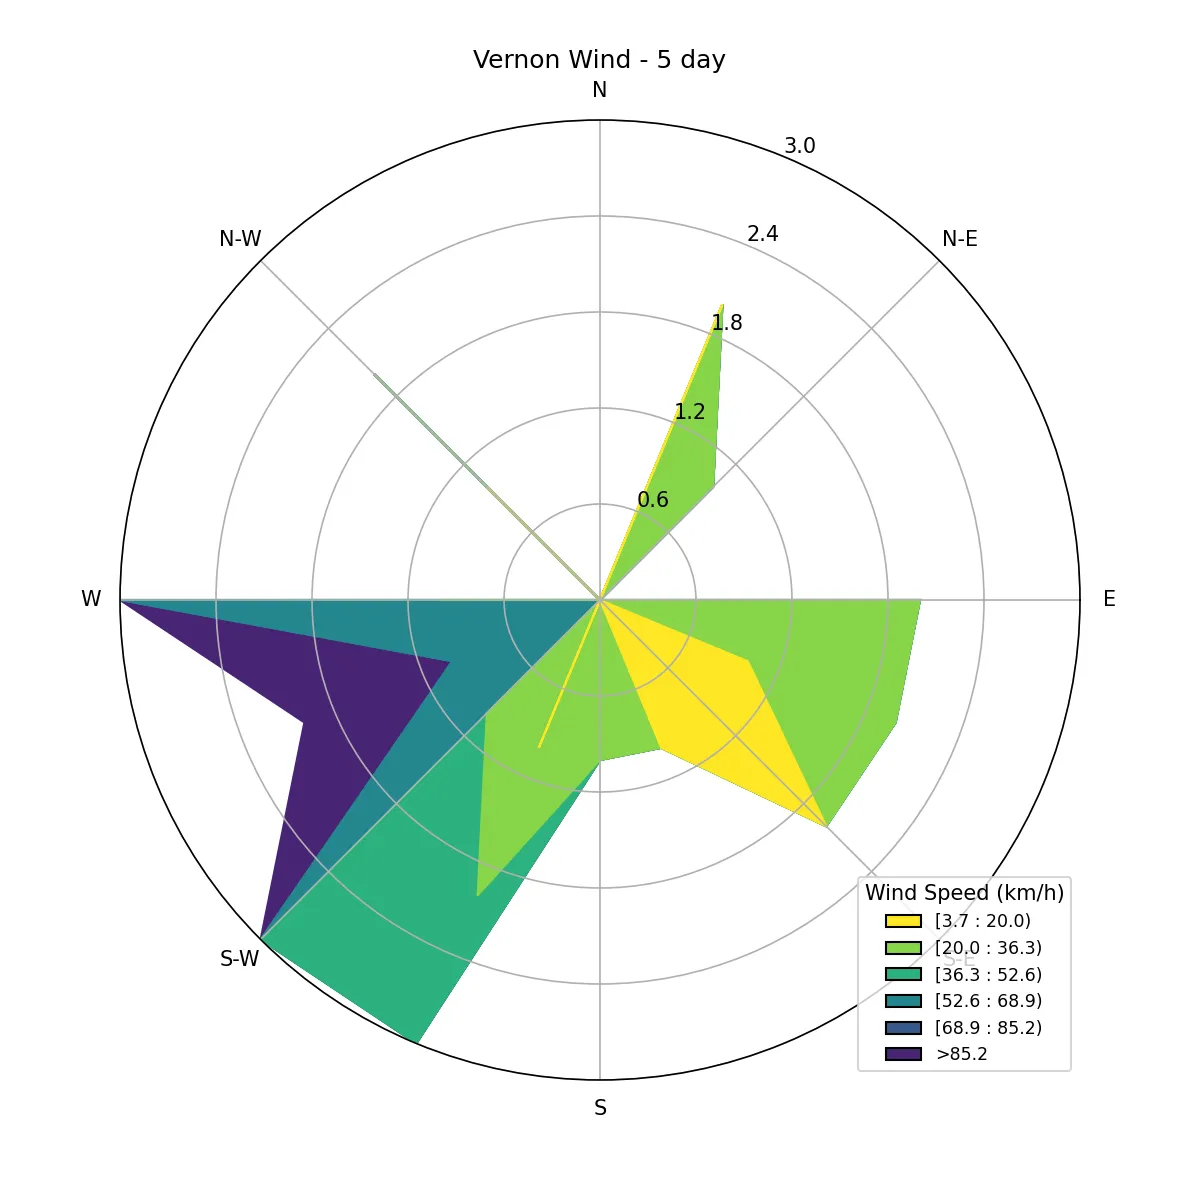 Vernon Wind - 5 day
N
3.0
2.4
N-W
N-E
1.8
1.2
0.6
W
E
Wind Speed (km/h)
[3.7 : 20.0)
[20.0 : 36.3)
S-W
S-E
[36.3 : 52.6)
[52.6 : 68.9)
[68.9 : 85.2)
>85.2
S